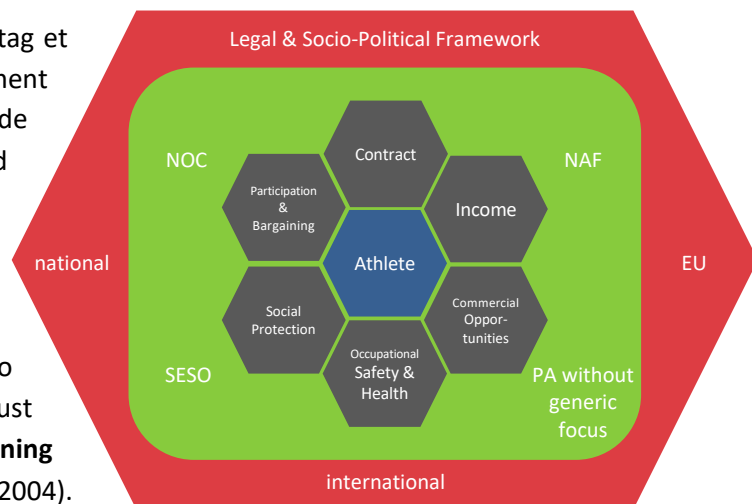 tag et
ment
de
d
o
ust
ning
2004).
Legal & Socio-Political Framework
NOC
NAF
Contract
Participation
&
Bargaining
Income
national
Athlete
EU
Social
Protection
Commercial
Oppor-
tunities
Occupational
Safety &
Health
SESO
PA without
generic
focus
international